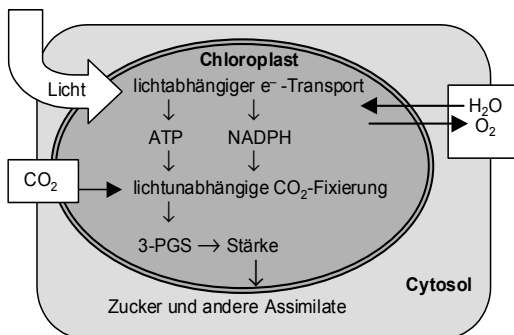 Chloroplast
Licht
lichtabhängiger e⁻ -Transport
H₂O
O₂
ATP NADPH
CO₂
lichtunabhängige CO₂-Fixierung
3-PGS → Stärke
Cytosol
Zucker und andere Assimilate